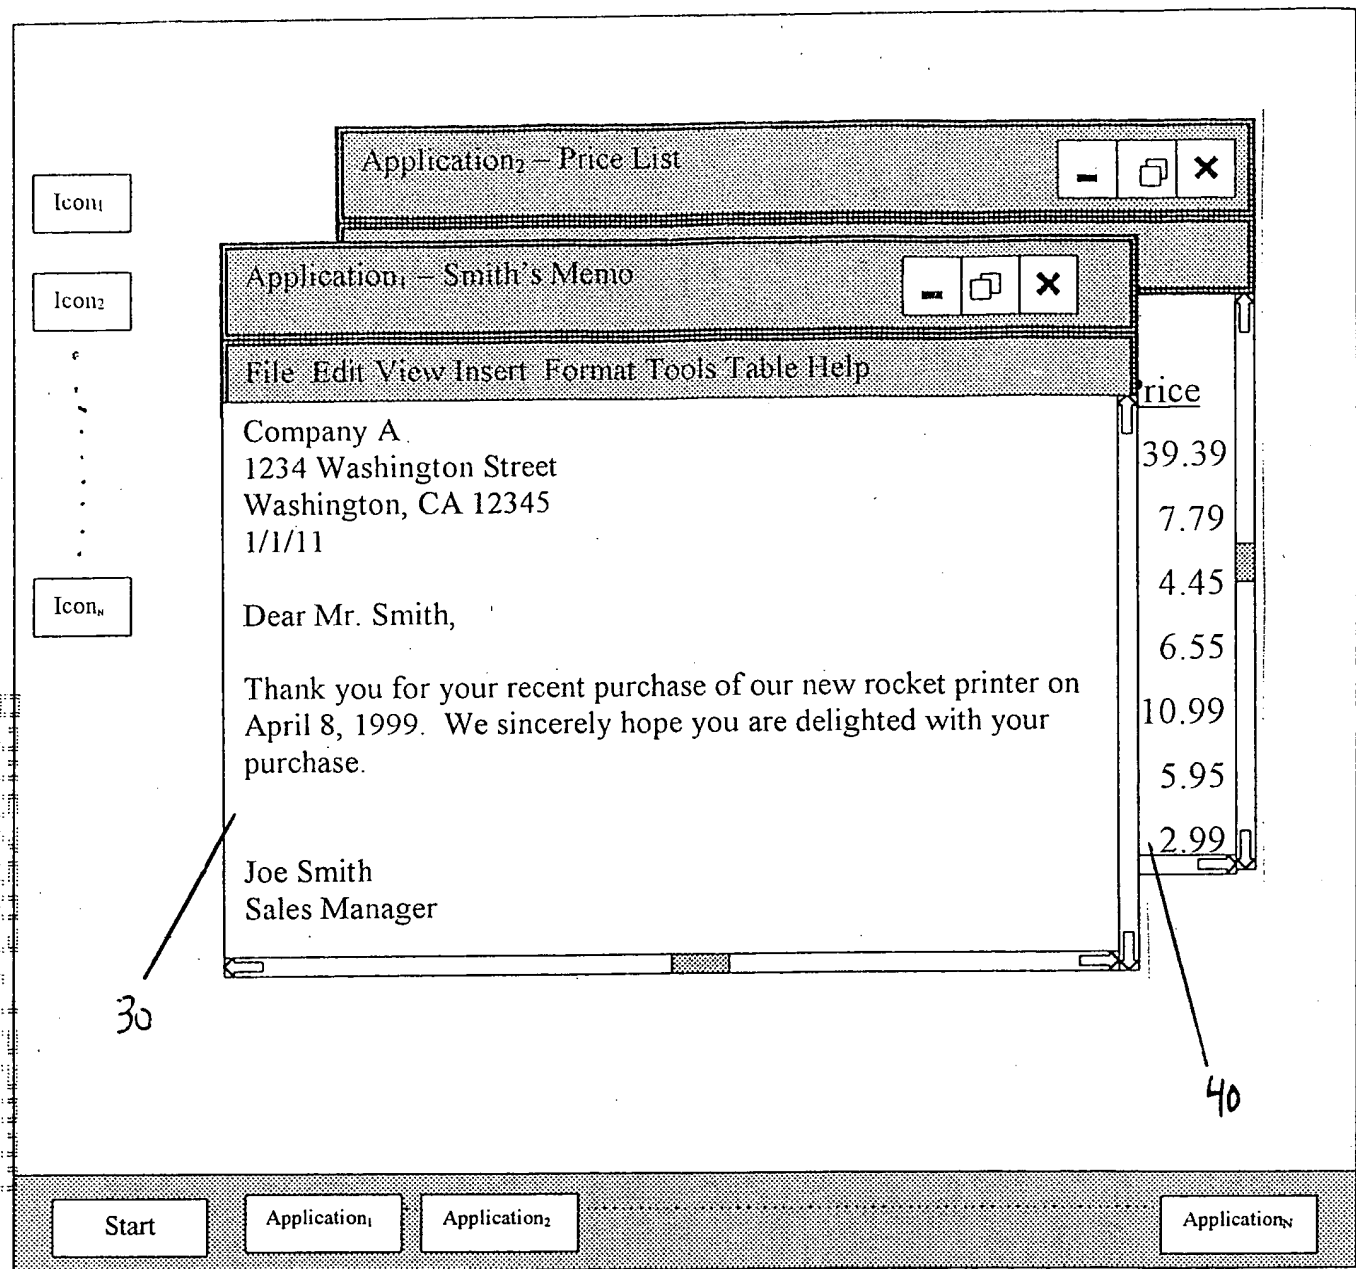 Application₂ – Price List
Icon₁
Application₁ – Smith's Memo
Icon₂
File Edit View Insert Format Tools Table Help
rice
Company A
1234 Washington Street
Washington, CA 12345
1/1/11
39.39
7.79
4.45
6.55
10.99
5.95
2.99
Iconₙ
Dear Mr. Smith,
Thank you for your recent purchase of our new rocket printer on
April 8, 1999. We sincerely hope you are delighted with your
purchase.
Joe Smith
Sales Manager
30
40
Start
Application₁
Application₂
Applicationₙ